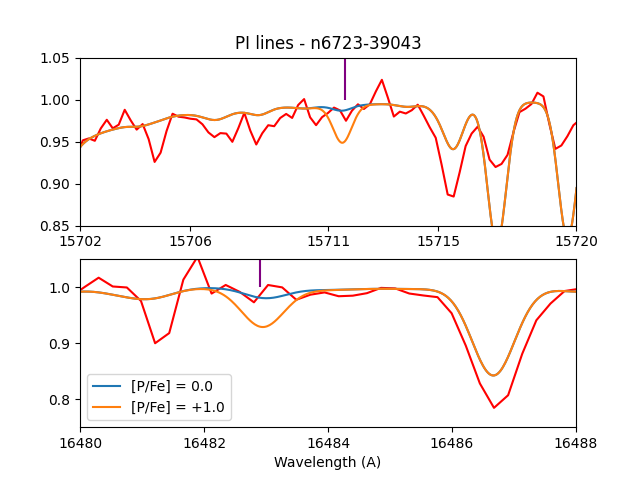 PI lines - n6723-39043
1.05
1.00
0.95
0.90
0.85
15702 15706 15711 15715 15720
1.0
0.9
0.8
[P/Fe] = 0.0
[P/Fe] = +1.0
16480 16482 16484 16486 16488
Wavelength (A)